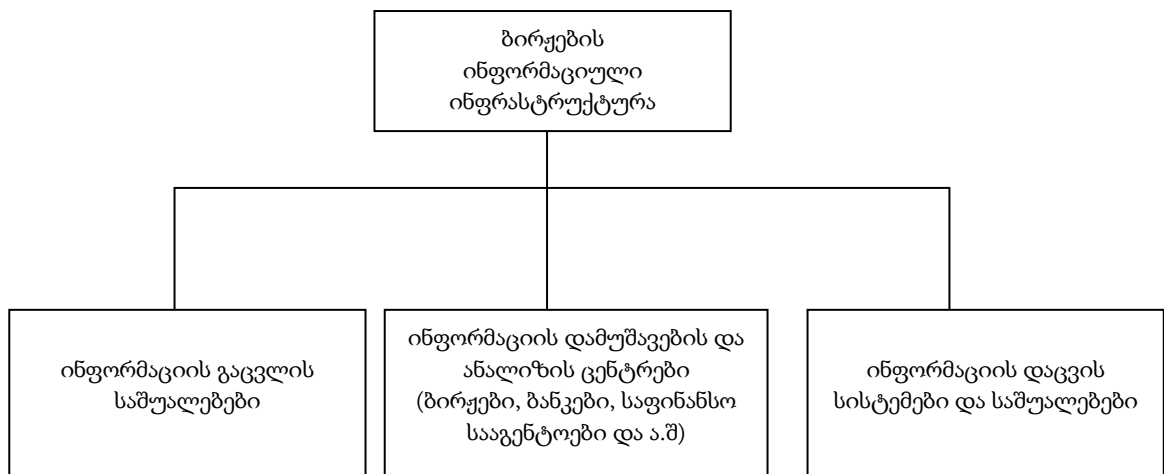 ბირჟების
ინფორმაციული
ინფრასტრუქტურა
ინფორმაციის გაცვლის
საშუალებები
ინფორმაციის დამუშავების და
ანალიზის ცენტრები
(ბირჟები, ბანკები, საფინანსო
სააგენტოები და ა.შ)
ინფორმაციის დაცვის
სისტემები და საშუალებები